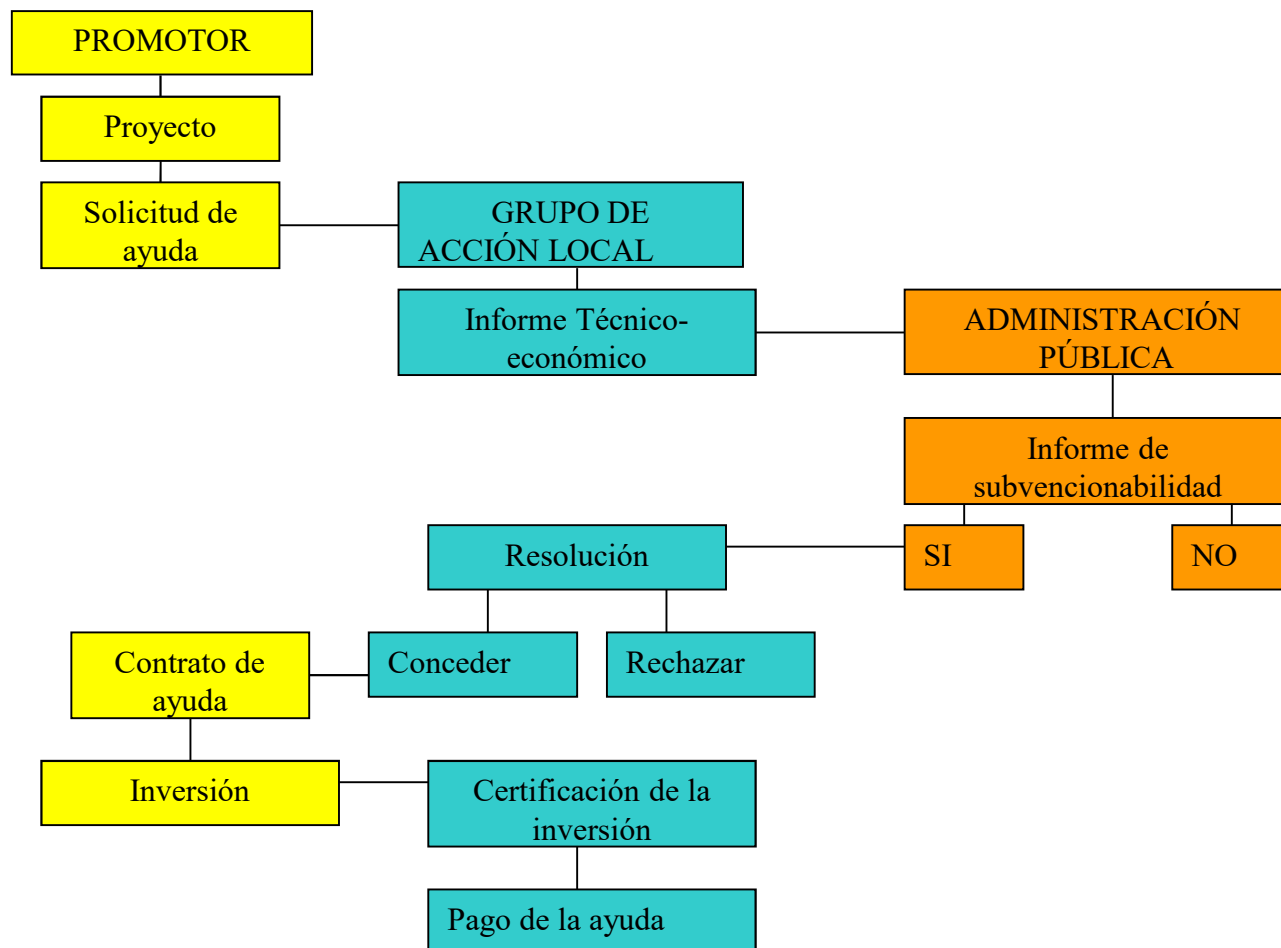 PROMOTOR
Proyecto
Solicitud de
ayuda
GRUPO DE
ACCIÓN LOCAL
Informe Técnico-
económico
ADMINISTRACIÓN
PÚBLICA
Informe de
subvencionabilidad
SI
NO
Resolución
Conceder
Rechazar
Contrato de
ayuda
Inversión
Certificación de la
inversión
Pago de la ayuda